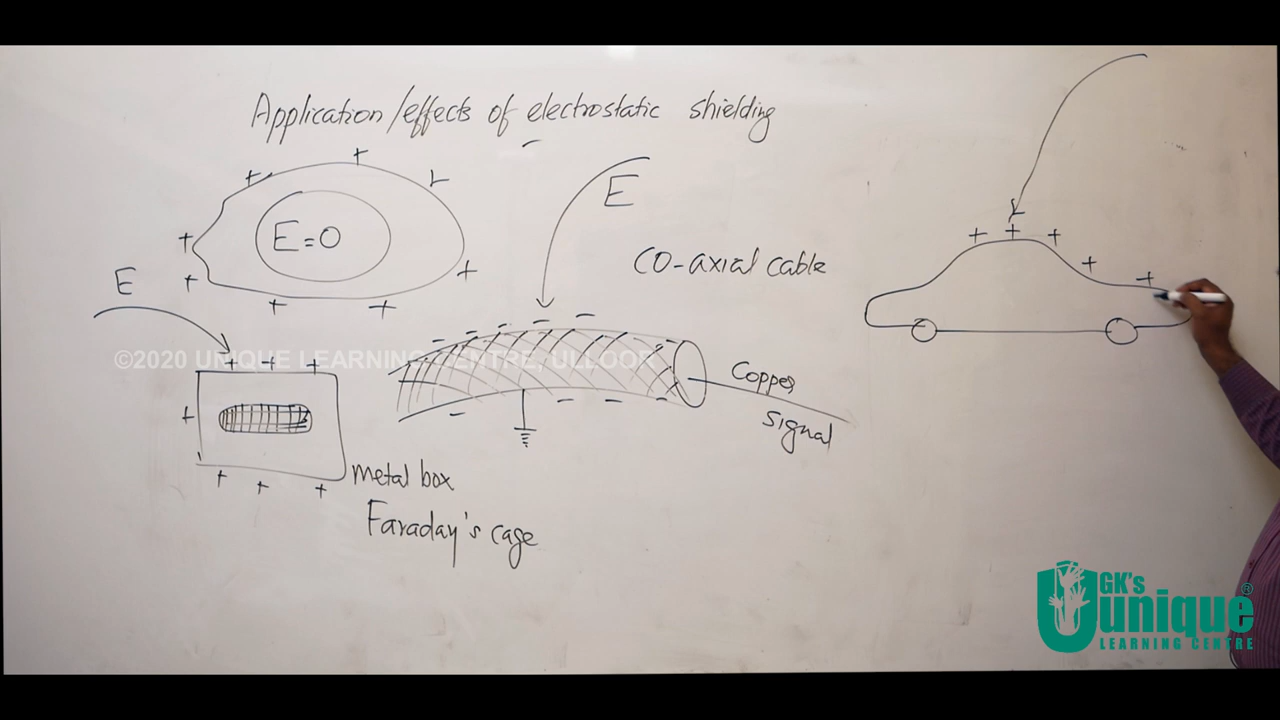 Application/effects of electrostatic shielding
E=0
E
E
CO-axial cable
©2020 UNIQUE LEARNING CENTRE, ULLOOR
Copper
signal
metal box
Faraday's cage
GK's
unique
LEARNING CENTRE